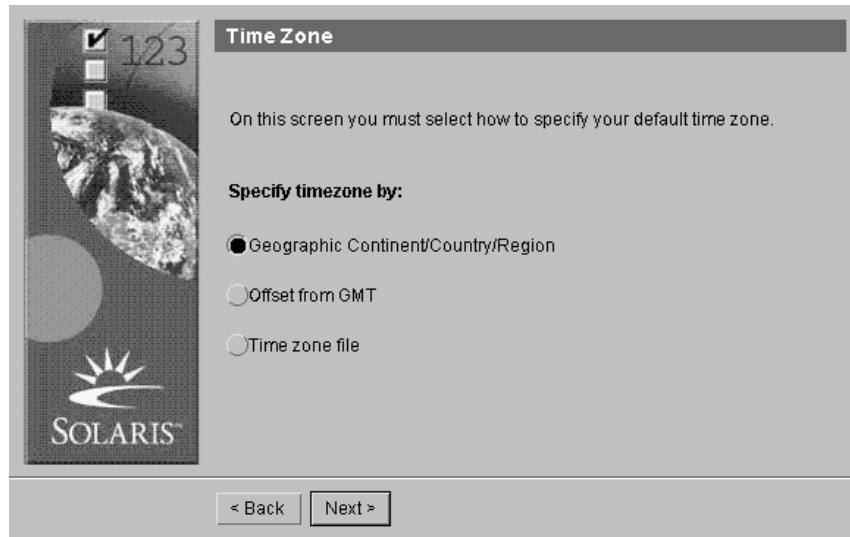 123
Time Zone
On this screen you must select how to specify your default time zone.
Specify timezone by:
Geographic Continent/Country/Region
Offset from GMT
Time zone file
SOLARIS™
< Back
Next >